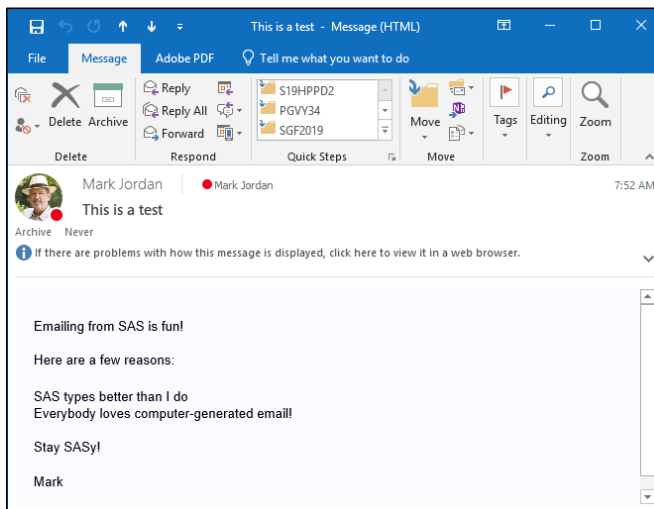 This is a test - Message (HTML)
File Message Adobe PDF Tell me what you want to do
Delete Archive
Reply
Reply All
Forward
S19HPPD2
PGVY34
SGF2019
Move
Tags
Editing
Zoom
Delete Respond Quick Steps Move Zoom
Mark Jordan Mark Jordan 7:52 AM
This is a test
Archive Never
If there are problems with how this message is displayed, click here to view it in a web browser.
Emailing from SAS is fun!
Here are a few reasons:
SAS types better than I do
Everybody loves computer-generated email!
Stay SASy!
Mark